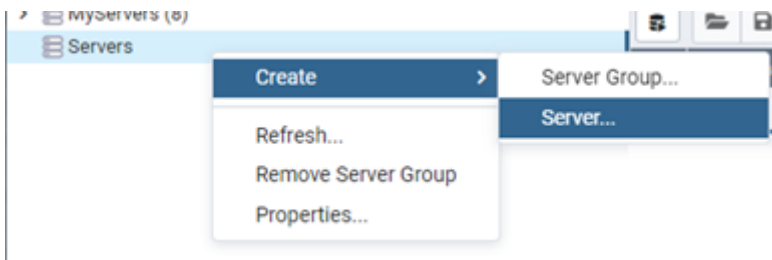 MyServers (8)
Servers
Create
Server Group...
Server...
Refresh...
Remove Server Group
Properties...